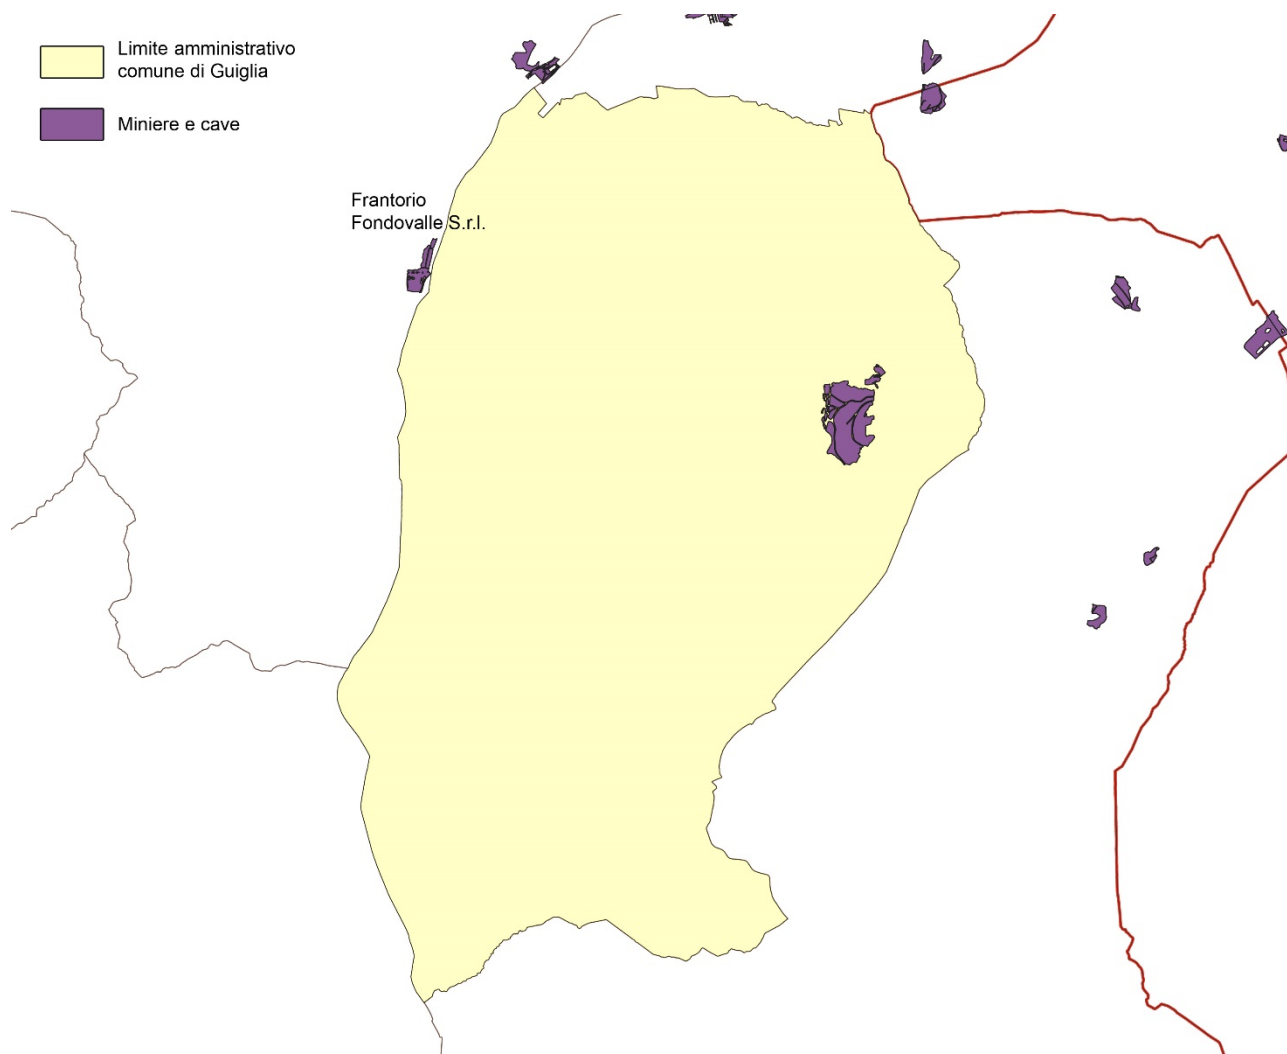 Limite amministrativo
comune di Guiglia
Miniere e cave
Frantorio
Fondovalle S.r.l.